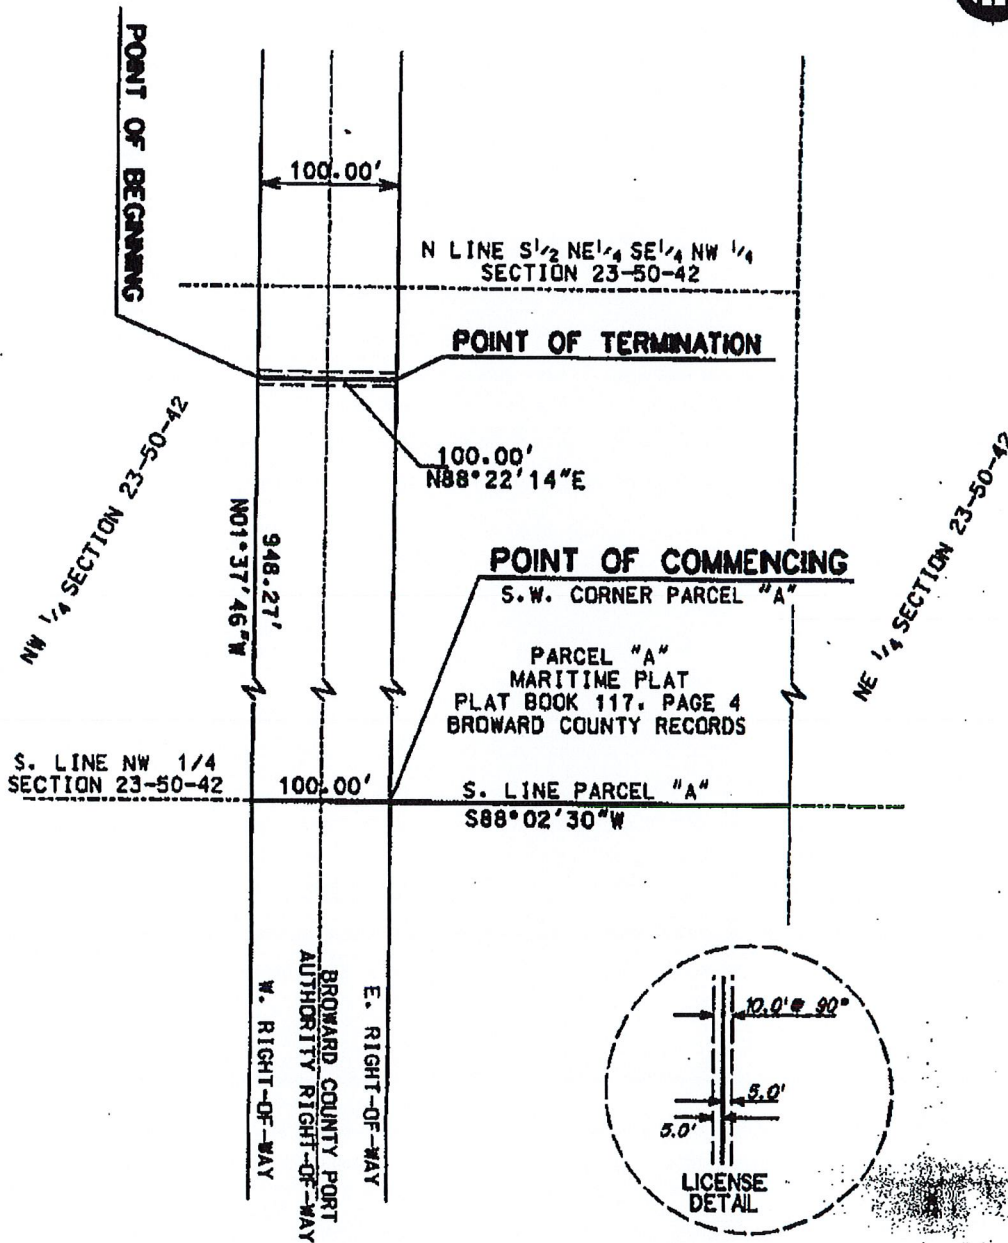 POINT OF BEGINNING
100.00'
N LINE S1/2 NE1/4 SE1/4 NW 1/4
SECTION 23-50-42
POINT OF TERMINATION
100.00'
N88°22'14"E
NW 1/4 SECTION 23-50-42
948.27'
N01°37'46"W
POINT OF COMMENCING
S.W. CORNER PARCEL "A"
PARCEL "A"
MARITIME PLAT
PLAT BOOK 117, PAGE 4
BROWARD COUNTY RECORDS
NE 1/4 SECTION 23-50-42
S. LINE NW 1/4
SECTION 23-50-42
100.00'
S. LINE PARCEL "A"
S88°02'30"W
W. RIGHT-OF-WAY
BROWARD COUNTY PORT
AUTHORITY RIGHT-OF-WAY
E. RIGHT-OF-WAY
10.0' @ 90°
5.0'
5.0'
LICENSE
DETAIL